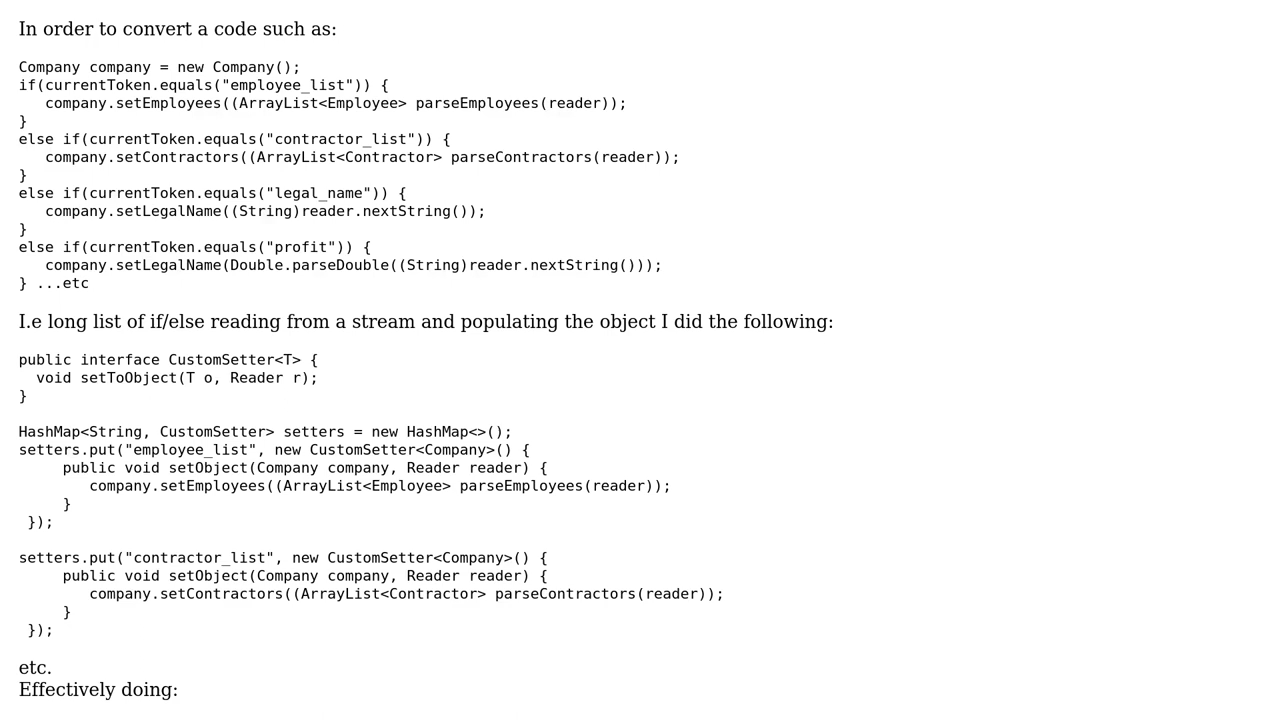 In order to convert a code such as:
Company company = new Company();
if(currentToken.equals("employee_list")) {
   company.setEmployees((ArrayList<Employee> parseEmployees(reader));
}
else if(currentToken.equals("contractor_list")) {
   company.setContractors((ArrayList<Contractor> parseContractors(reader));
}
else if(currentToken.equals("legal_name")) {
   company.setLegalName((String)reader.nextString());
}
else if(currentToken.equals("profit")) {
   company.setLegalName(Double.parseDouble((String)reader.nextString()));
} ...etc
I.e long list of if/else reading from a stream and populating the object I did the following:
public interface CustomSetter<T> {
  void setToObject(T o, Reader r);
}
HashMap<String, CustomSetter> setters = new HashMap<>();
setters.put("employee_list", new CustomSetter<Company>() {
     public void setObject(Company company, Reader reader) {
        company.setEmployees((ArrayList<Employee> parseEmployees(reader));
     }
 });
setters.put("contractor_list", new CustomSetter<Company>() {
     public void setObject(Company company, Reader reader) {
        company.setContractors((ArrayList<Contractor> parseContractors(reader));
     }
 });
etc.
Effectively doing: